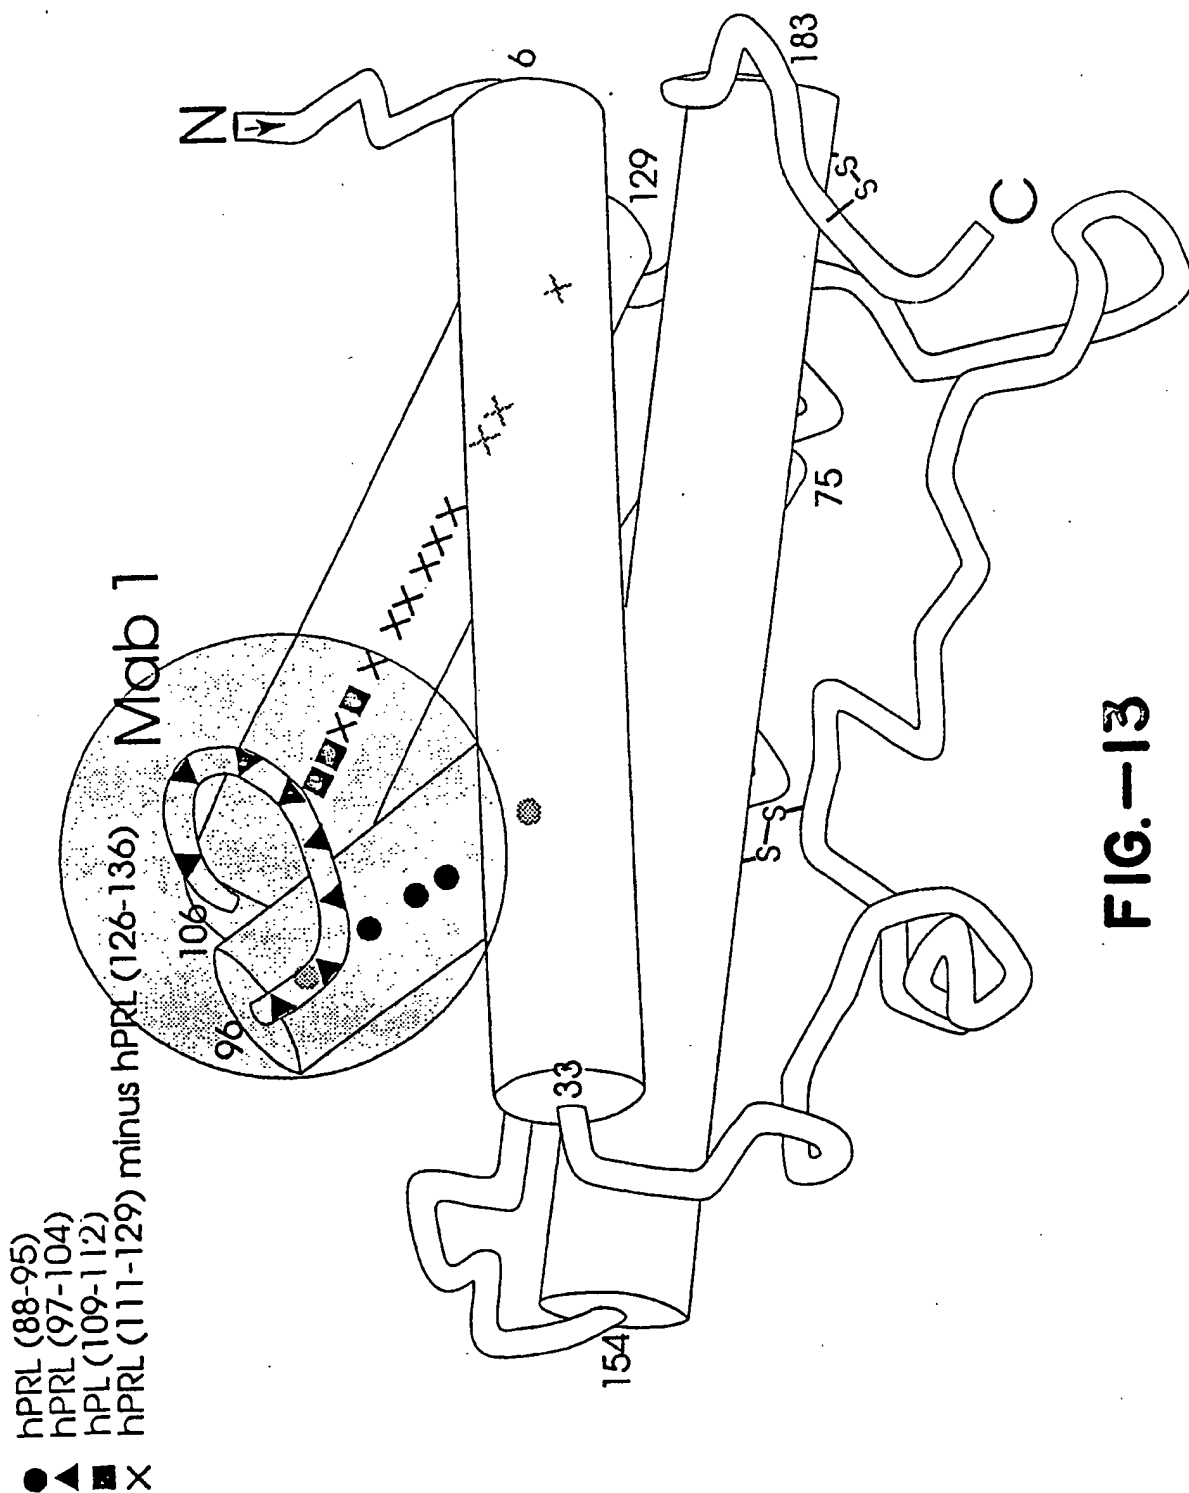 ● hPRL (88-95)
▲ hPRL (97-104)
■ hPL (109-112)
X hPRL (111-129) minus hPRL (126-136)
Mab 1
N
6
129
183
S-S
C
106
96
75
33
S-S
154
FIG.—13